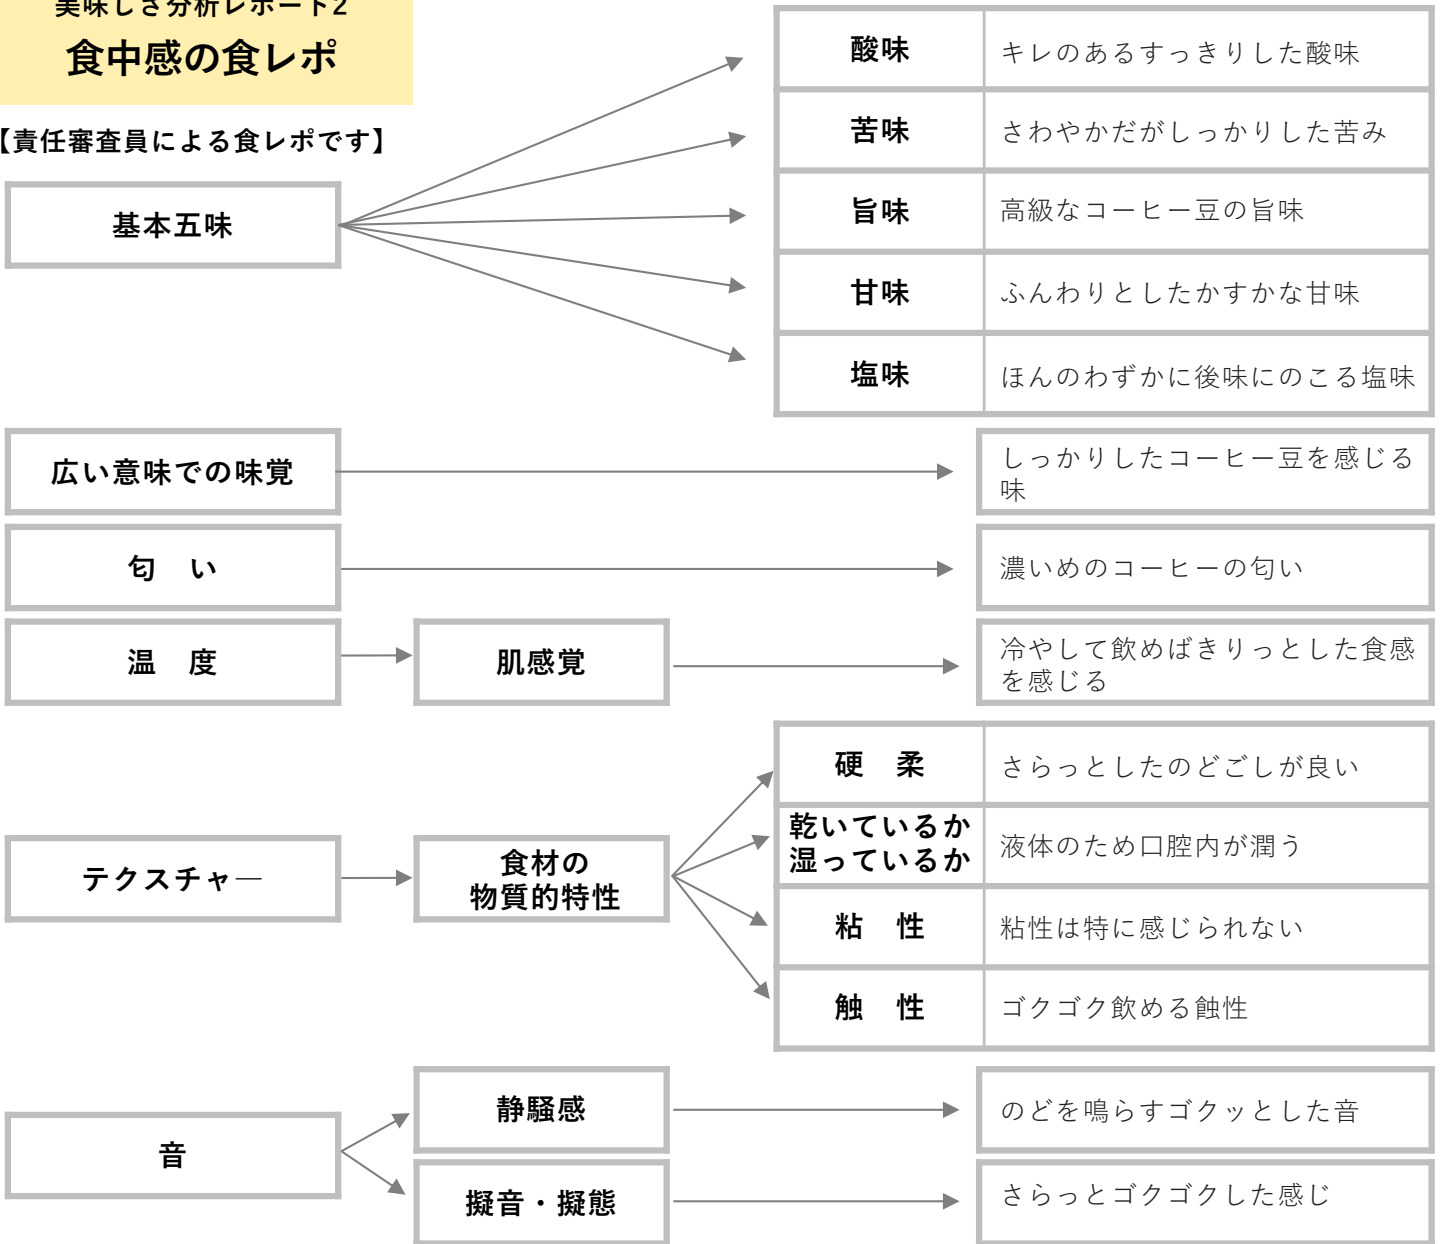 美味しさ分析レポート2
食中感の食レポ
【責任審査員による食レポです】
基本五味
酸味
キレのあるすっきりした酸味
苦味
さわやかだがしっかりした苦み
旨味
高級なコーヒー豆の旨味
甘味
ふんわりとしたかすかな甘味
塩味
ほんのわずかに後味にのこる塩味
広い意味での味覚
しっかりしたコーヒー豆を感じる
味
匂　い
濃いめのコーヒーの匂い
温　度
肌感覚
冷やして飲めばきりっとした食感
を感じる
テクスチャ―
食材の
物質的特性
硬　柔
さらっとしたのどごしが良い
乾いているか
湿っているか
液体のため口腔内が潤う
粘　性
粘性は特に感じられない
触　性
ゴクゴク飲める蝕性
音
静騒感
のどを鳴らすゴクッとした音
擬音・擬態
さらっとゴクゴクした感じ